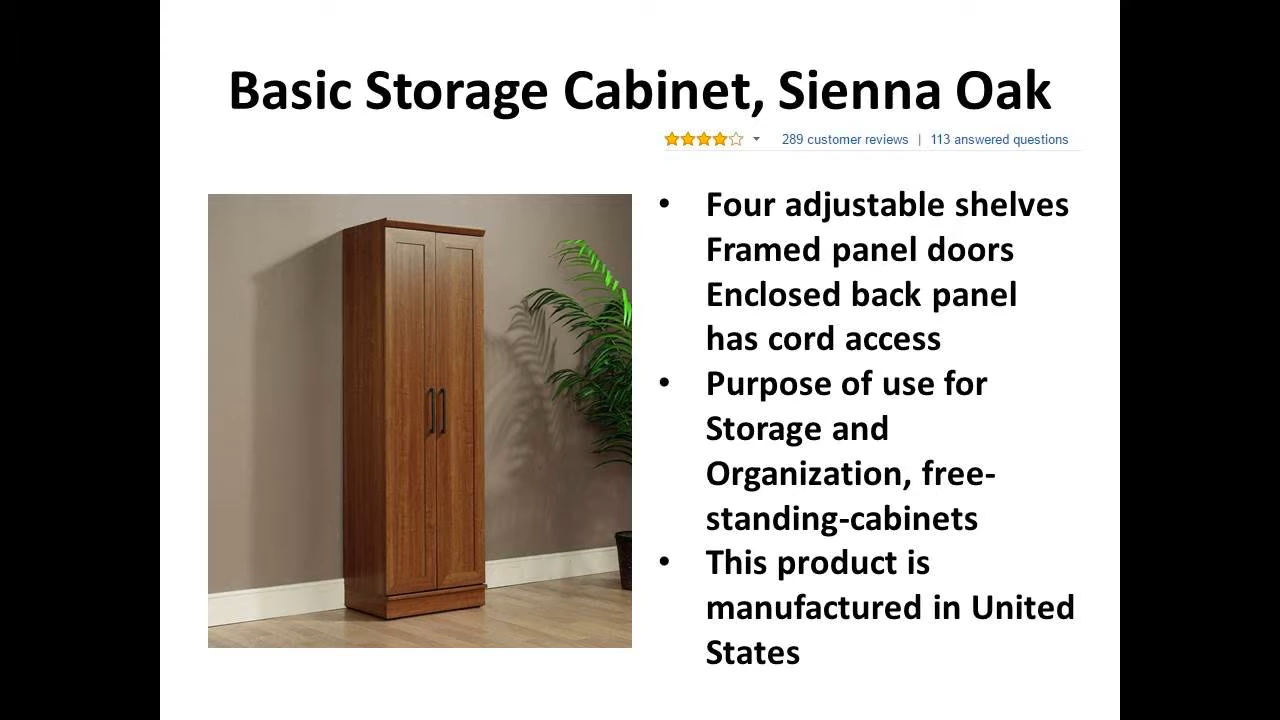 Basic Storage Cabinet, Sienna Oak
289 customer reviews | 113 answered questions
• Four adjustable shelves
Framed panel doors
Enclosed back panel
has cord access
• Purpose of use for
Storage and
Organization, free-
standing-cabinets
• This product is
manufactured in United
States